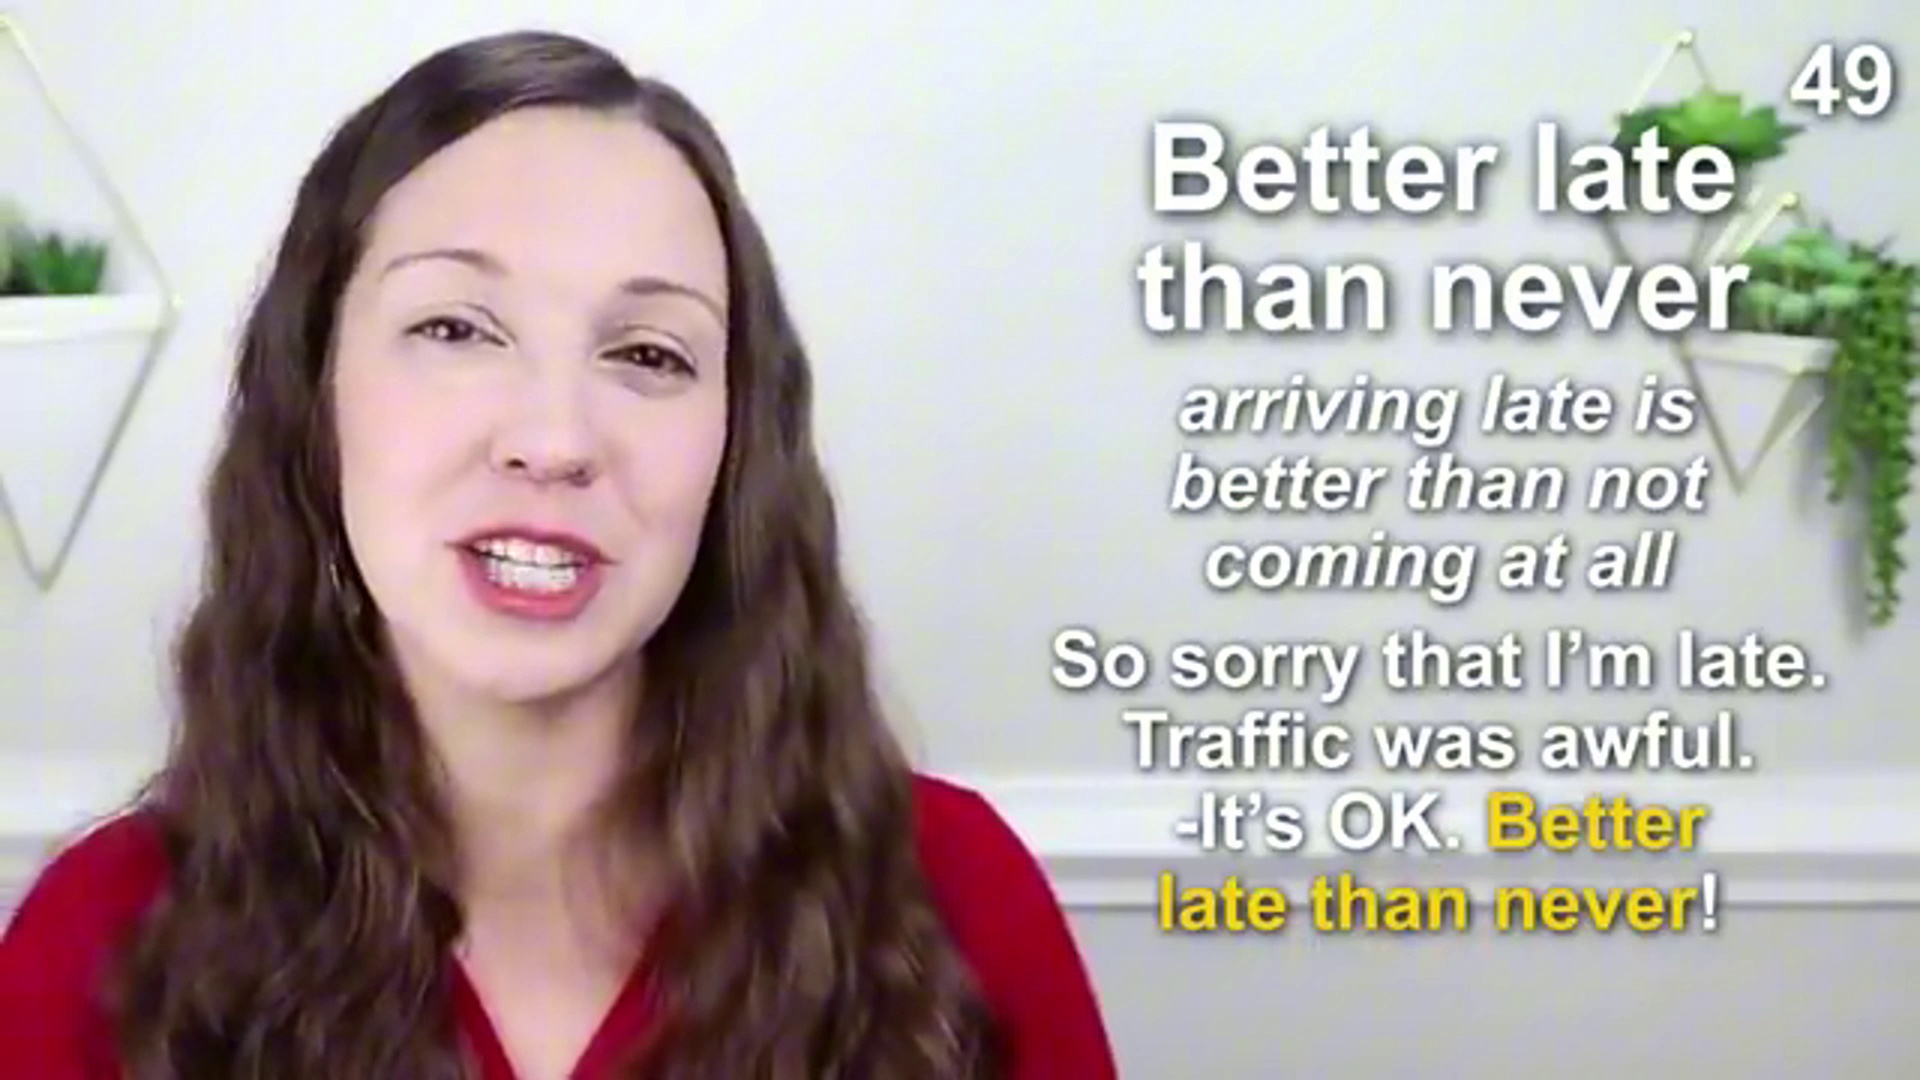 49
Better late
than never
arriving late is
better than not
coming at all
So sorry that I'm late.
Traffic was awful.
-It's OK. Better
late than never!